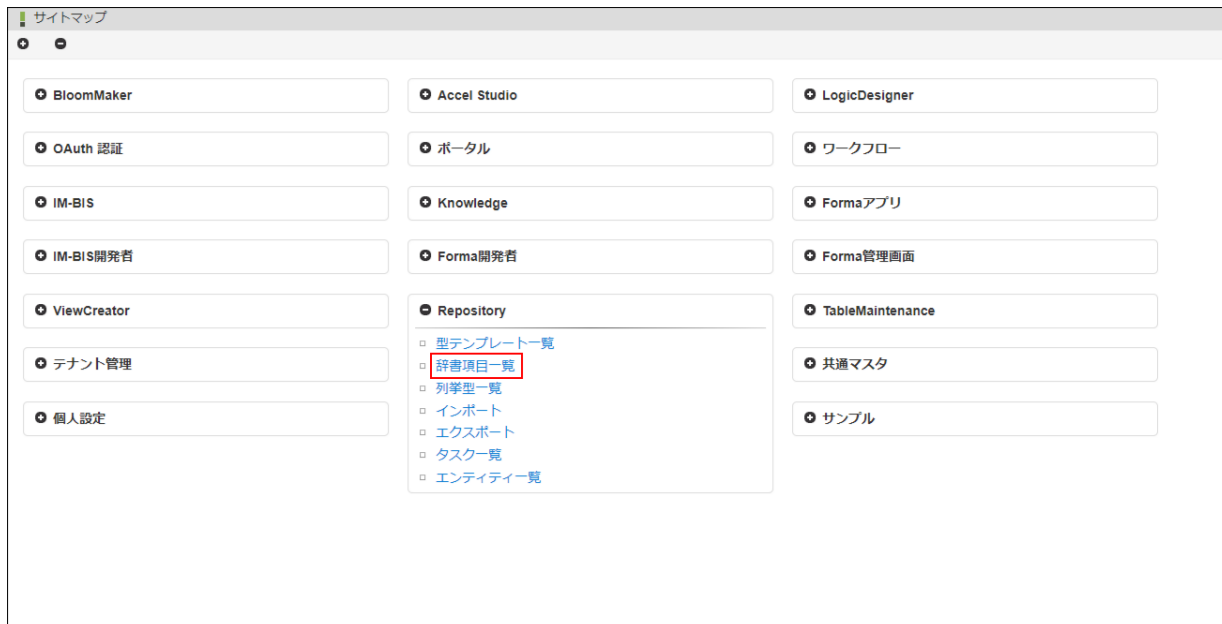 サイトマップ
BloomMaker
Accel Studio
LogicDesigner
OAuth 認証
ポータル
ワークフロー
IM-BIS
Knowledge
Formaアプリ
IM-BIS開発者
Forma開発者
Forma管理画面
ViewCreator
Repository
TableMaintenance
型テンプレート一覧
辞書項目一覧
列挙型一覧
インポート
エクスポート
タスク一覧
エンティティ一覧
テナント管理
共通マスタ
個人設定
サンプル